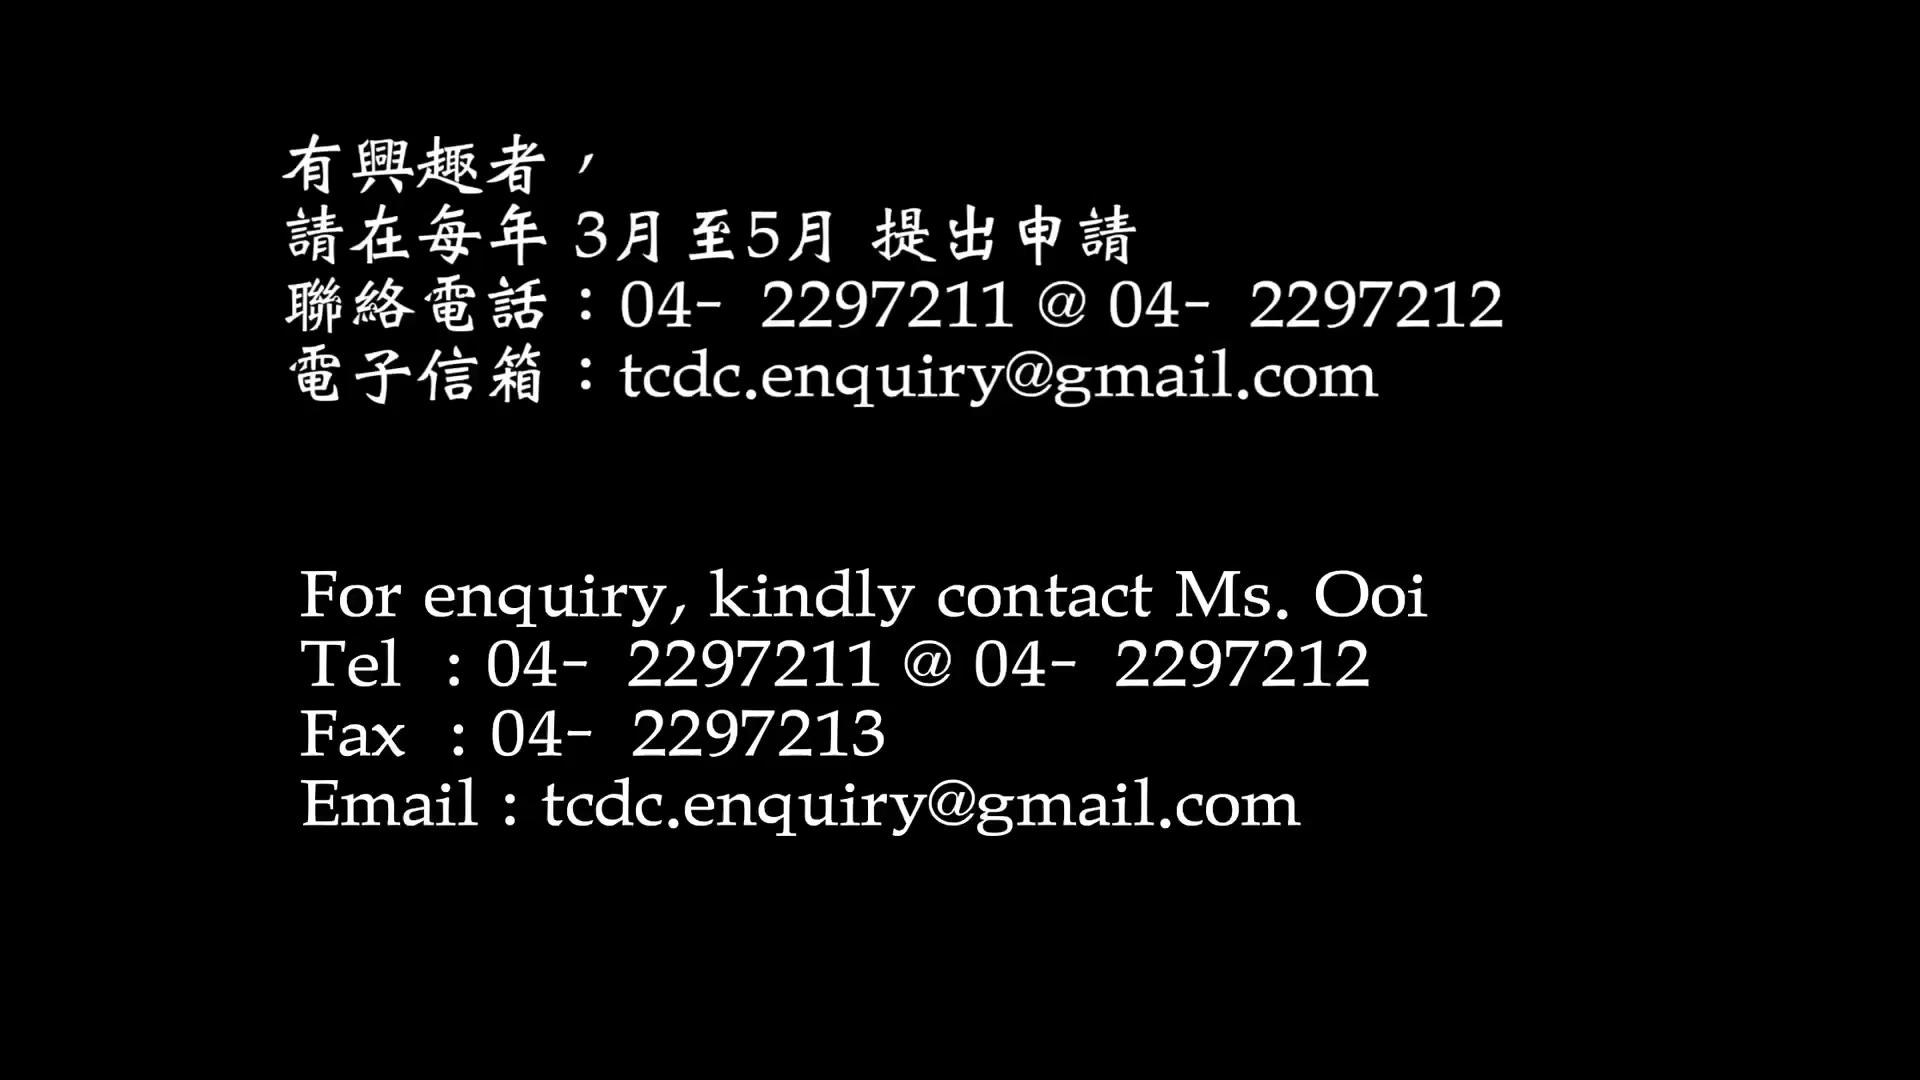 有興趣者，
請在每年 3月至5月 提出申請
聯絡電話：04- 2297211 @ 04- 2297212
電子信箱：tcdc.enquiry@gmail.com
For enquiry, kindly contact Ms. Ooi
Tel : 04- 2297211 @ 04- 2297212
Fax : 04- 2297213
Email : tcdc.enquiry@gmail.com